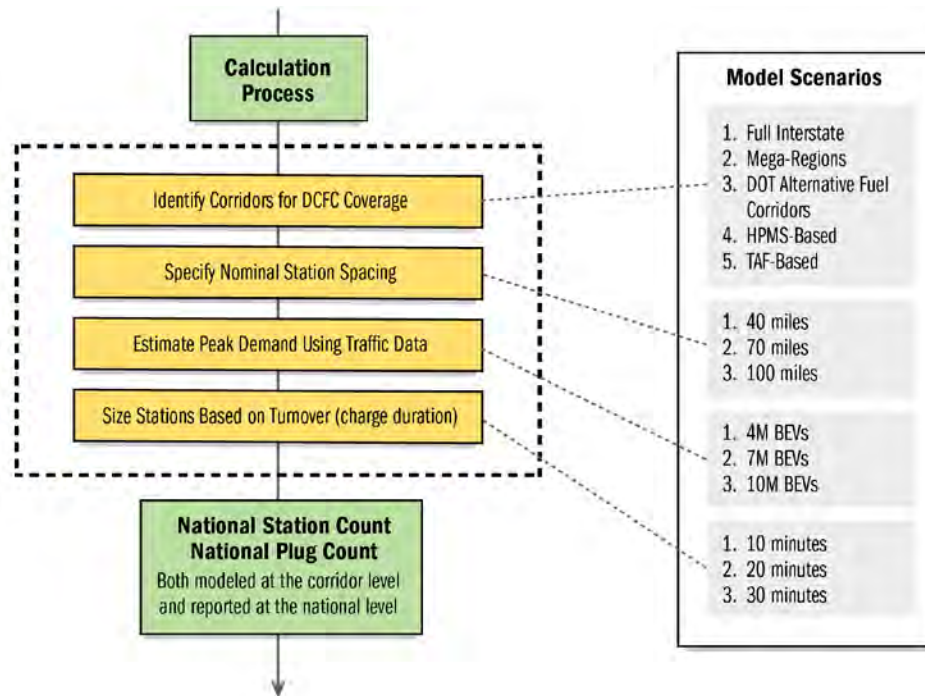 Calculation
Process
Identify Corridors for DCFC Coverage
Specify Nominal Station Spacing
Estimate Peak Demand Using Traffic Data
Size Stations Based on Turnover (charge duration)
National Station Count
National Plug Count
Both modeled at the corridor level
and reported at the national level
Model Scenarios
1. Full Interstate
2. Mega-Regions
3. DOT Alternative Fuel
Corridors
4. HPMS-Based
5. TAF-Based
1. 40 miles
2. 70 miles
3. 100 miles
1. 4M BEVs
2. 7M BEVs
3. 10M BEVs
1. 10 minutes
2. 20 minutes
3. 30 minutes